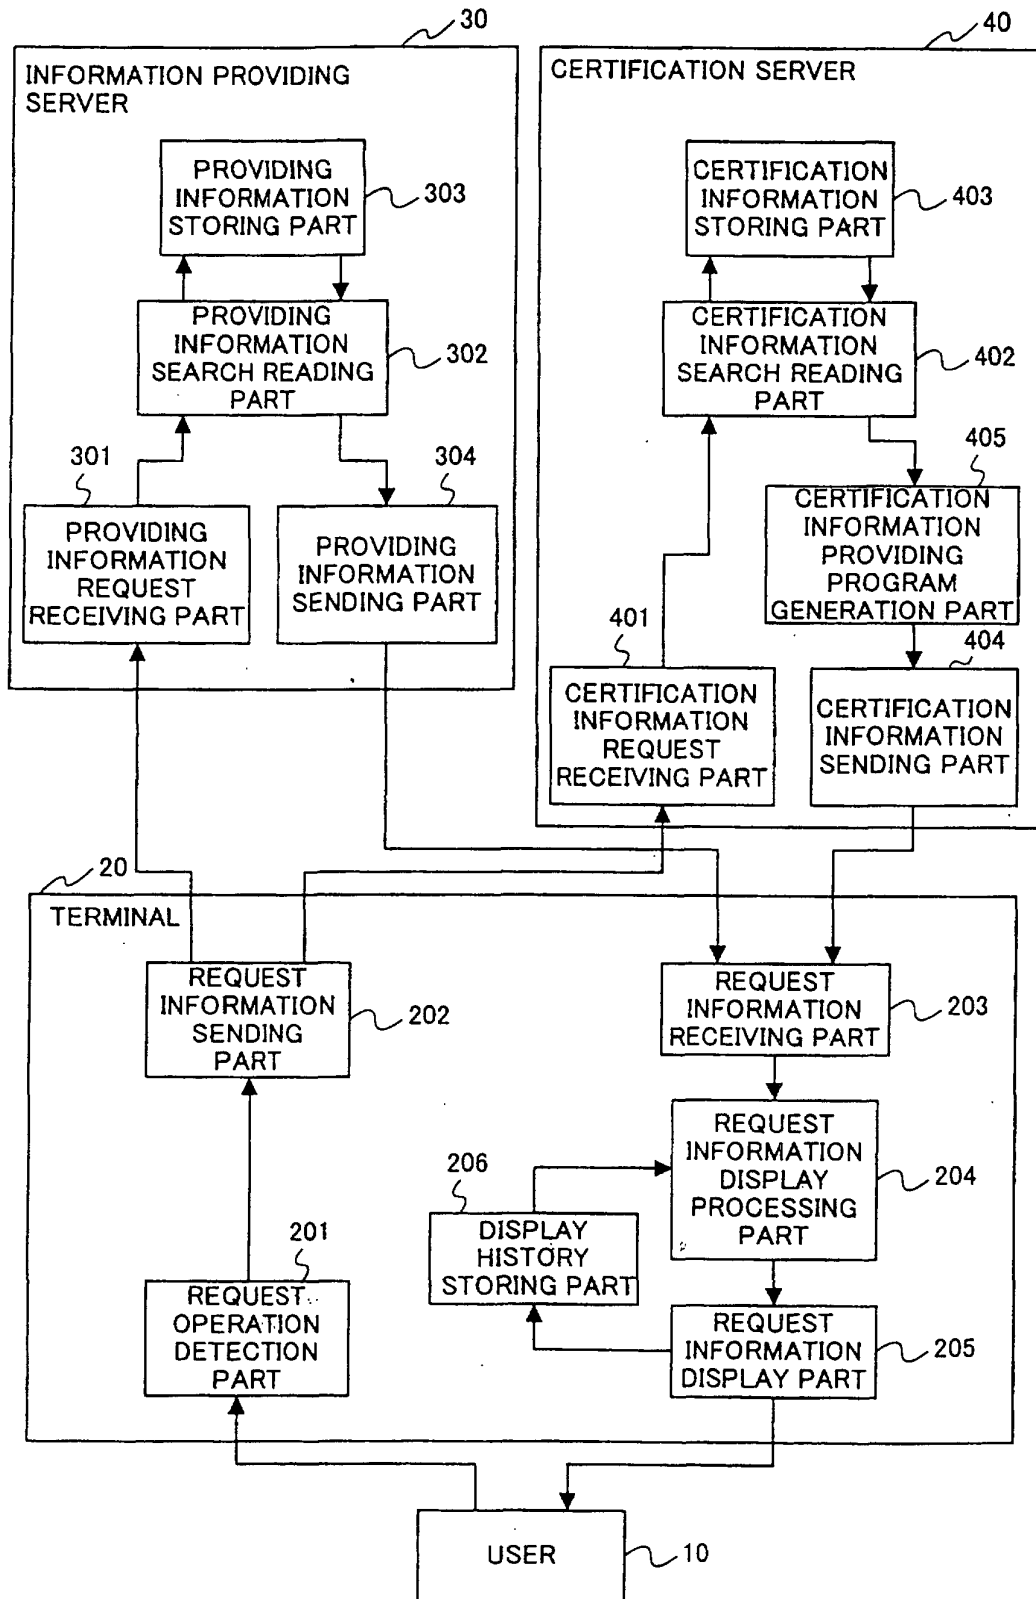 30
INFORMATION PROVIDING
SERVER
PROVIDING
INFORMATION
STORING PART
303
PROVIDING
INFORMATION
SEARCH READING
PART
302
301
PROVIDING
INFORMATION
REQUEST
RECEIVING PART
304
PROVIDING
INFORMATION
SENDING PART
40
CERTIFICATION SERVER
CERTIFICATION
INFORMATION
STORING PART
403
CERTIFICATION
INFORMATION
SEARCH READING
PART
402
405
CERTIFICATION
INFORMATION
PROVIDING
PROGRAM
GENERATION PART
401
CERTIFICATION
INFORMATION
REQUEST
RECEIVING PART
404
CERTIFICATION
INFORMATION
SENDING PART
20
TERMINAL
REQUEST
INFORMATION
SENDING
PART
202
REQUEST
INFORMATION
RECEIVING PART
203
REQUEST
INFORMATION
DISPLAY
PROCESSING
PART
204
206
DISPLAY
HISTORY
STORING PART
201
REQUEST
OPERATION
DETECTION
PART
REQUEST
INFORMATION
DISPLAY PART
205
USER
10